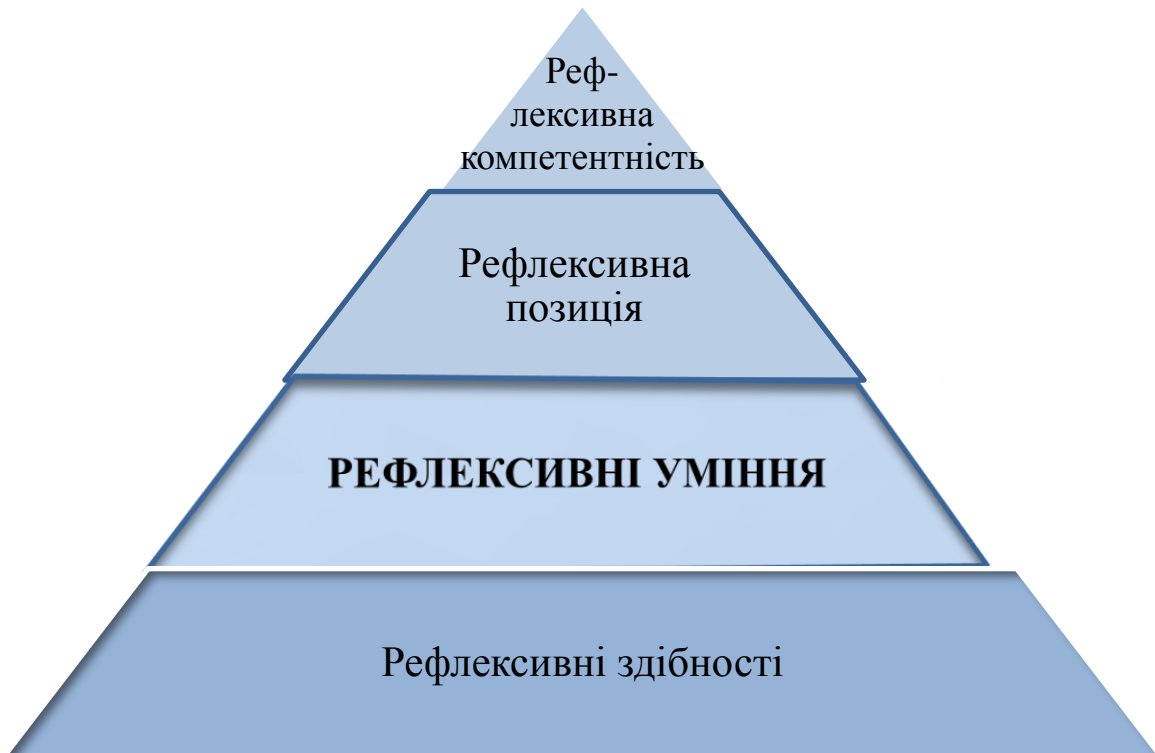 Реф-
лексивна
компетентність
Рефлексивна
позиція
РЕФЛЕКСИВНІ УМІННЯ
Рефлексивні здібності